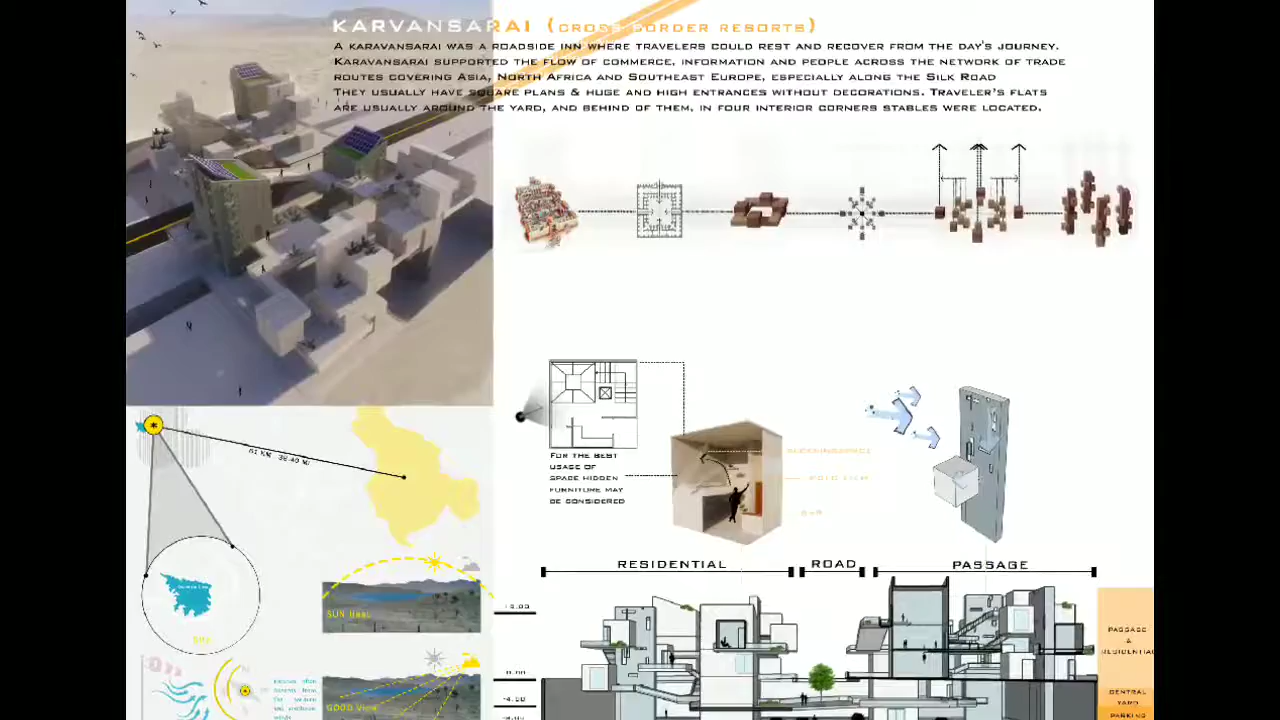 KARVANSARAI (CROSS BORDER RESORTS)
A KARAVANSARAI WAS A ROADSIDE INN WHERE TRAVELERS COULD REST AND RECOVER FROM THE DAY'S JOURNEY.
KARAVANSARAI SUPPORTED THE FLOW OF COMMERCE, INFORMATION AND PEOPLE ACROSS THE NETWORK OF TRADE
ROUTES COVERING ASIA, NORTH AFRICA AND SOUTHEAST EUROPE, ESPECIALLY ALONG THE SILK ROAD
THEY USUALLY HAVE SQUARE PLANS & HUGE AND HIGH ENTRANCES WITHOUT DECORATIONS. TRAVELER'S FLATS
ARE USUALLY AROUND THE YARD, AND BEHIND OF THEM, IN FOUR INTERIOR CORNERS STABLES WERE LOCATED.
FOR THE BEST
USAGE OF
SPACE HIDDEN
FURNITURE MAY
BE CONSIDERED
RESIDENTIAL
ROAD
PASSAGE
SUN Heat
GOOD View
0.00
-4.00
PASSAGE
&
RESIDENTIAL
CENTRAL
YARD
PARKING